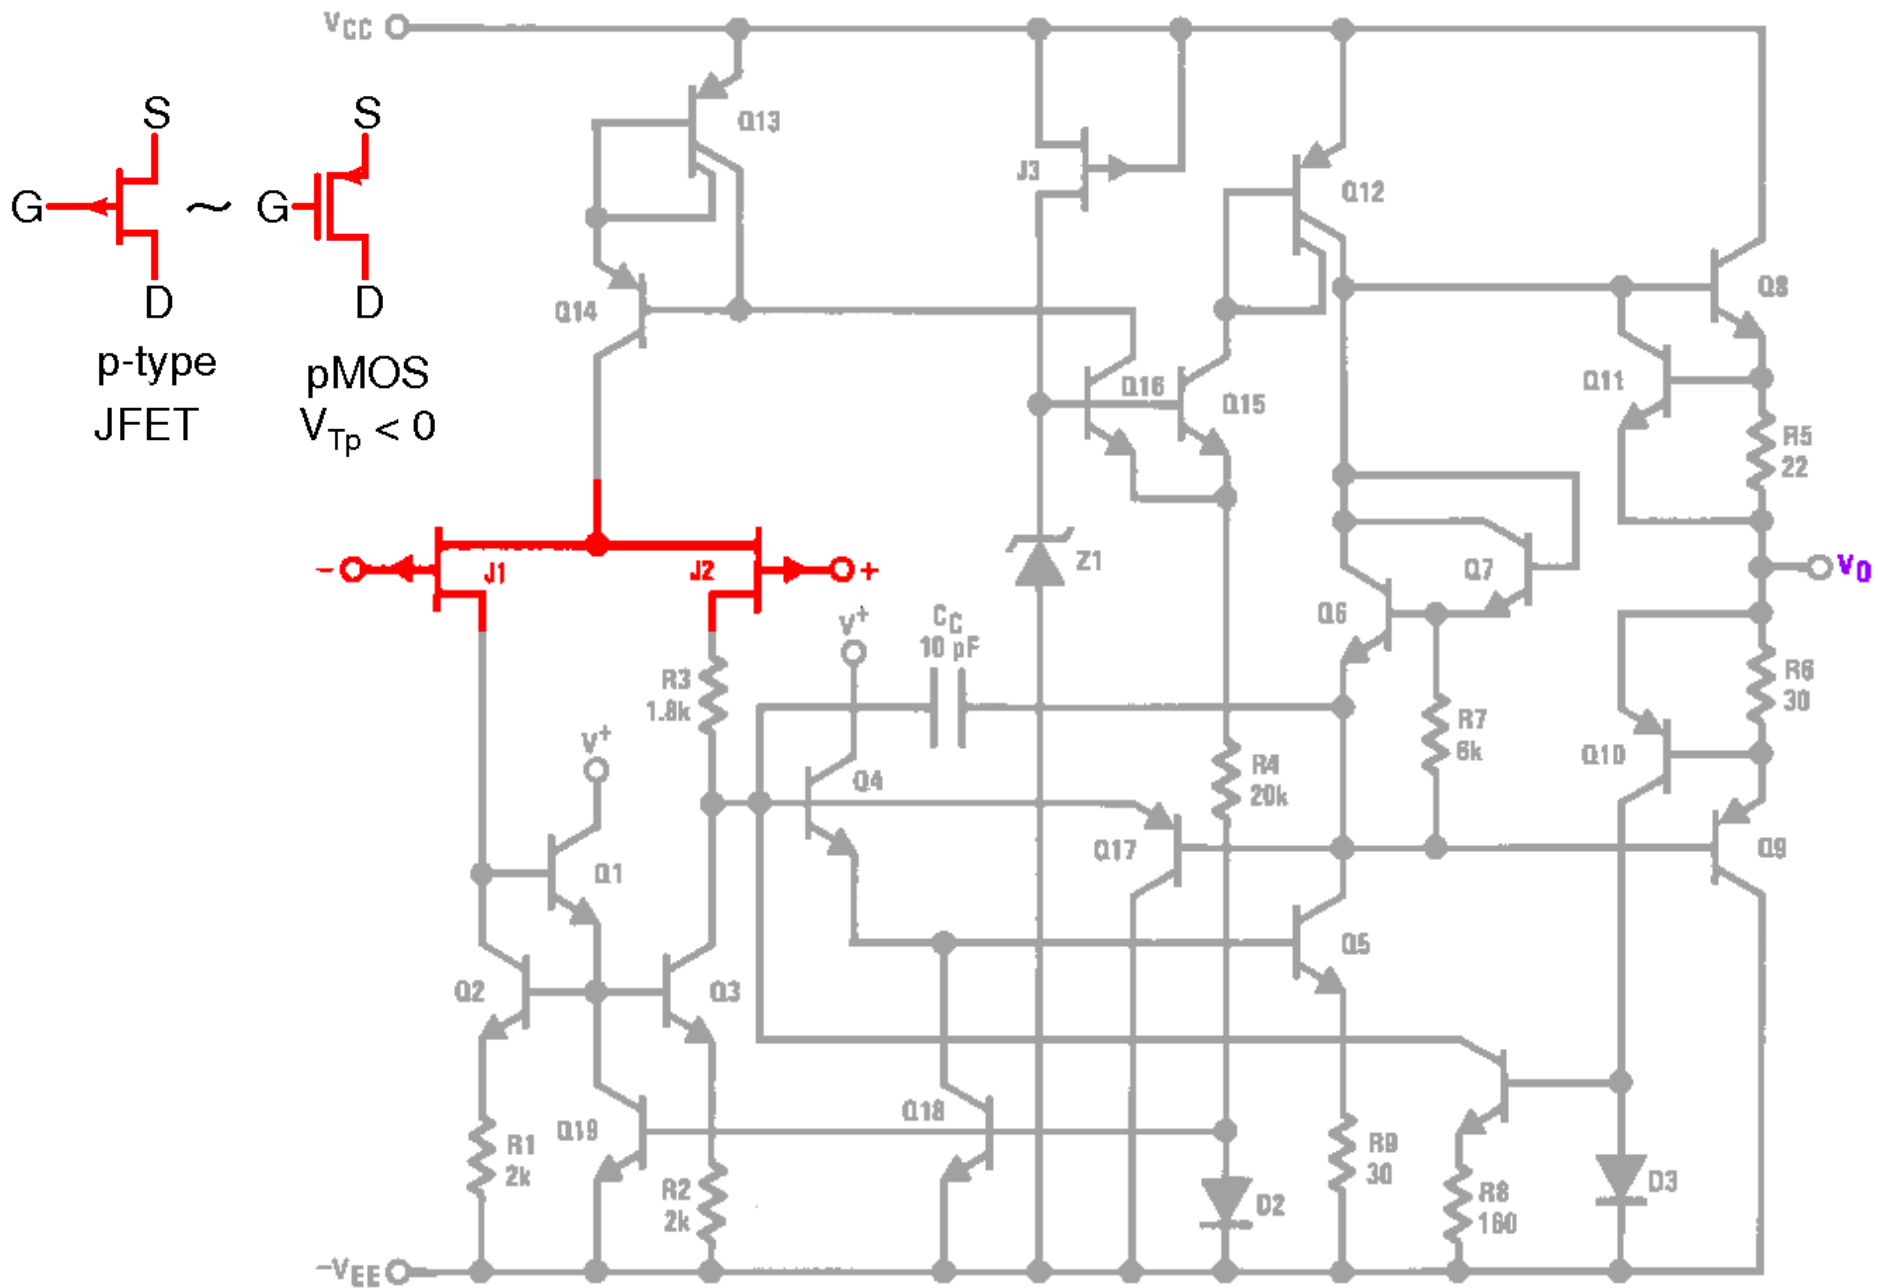 VCC
S
S
Q13
J3
Q12
G
~
G
D
D
Q14
Q8
p-type
JFET
pMOS
VTp < 0
Q16
Q15
Q11
R5
22
-
J1
J2
+
Z1
Q7
VO
V+
CC
10 pF
Q6
R3
1.8k
R6
30
V+
R7
6k
Q4
R4
20k
Q10
Q1
Q17
Q9
Q5
Q2
Q3
Q18
Q19
R1
2k
R2
2k
D2
R9
30
R8
160
D3
-VEE